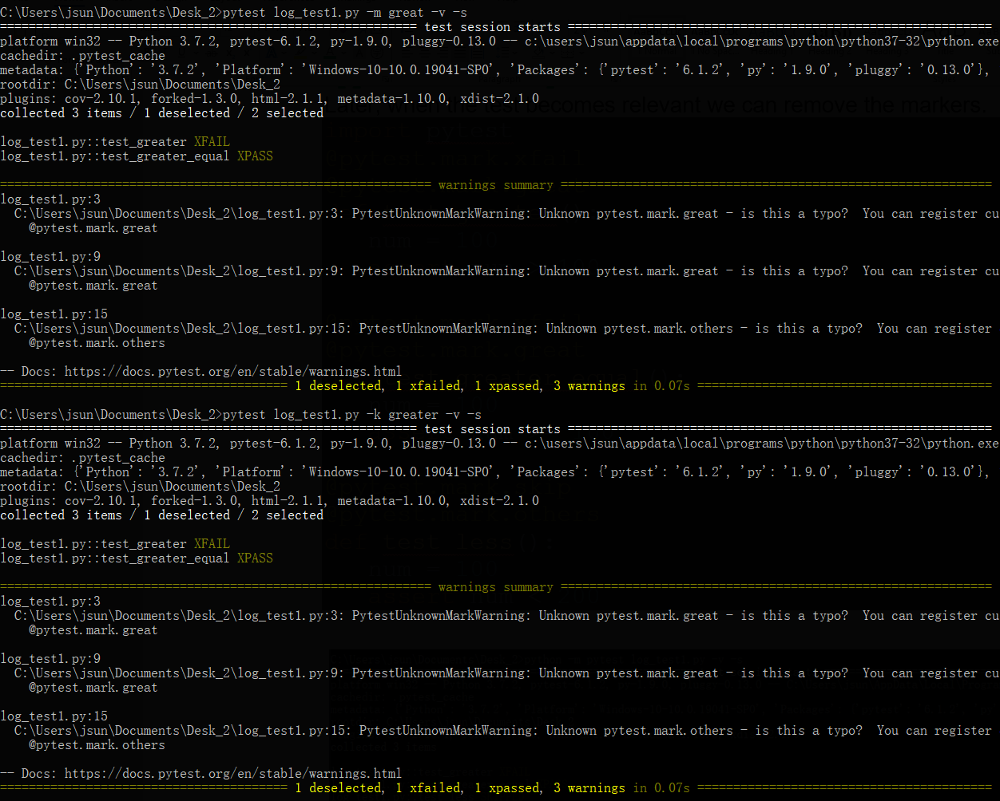 C:\Users\jsun\Documents\Desk_2>pytest log_test1.py -m great -v -s
========================================================== test session starts ===========================================================
platform win32 -- Python 3.7.2, pytest-6.1.2, py-1.9.0, pluggy-0.13.0 -- c:\users\jsun\appdata\local\programs\python\python37-32\python.exe
cachedir: .pytest_cache
metadata: {'Python': '3.7.2', 'Platform': 'Windows-10-10.0.19041-SP0', 'Packages': {'pytest': '6.1.2', 'py': '1.9.0', 'pluggy': '0.13.0'},
rootdir: C:\Users\jsun\Documents\Desk_2
plugins: cov-2.10.1, forked-1.3.0, html-2.1.1, metadata-1.10.0, xdist-2.1.0
collected 3 items / 1 deselected / 2 selected
log_test1.py::test_greater XFAIL
log_test1.py::test_greater_equal XPASS
============================================================ warnings summary ============================================================
log_test1.py:3
  C:\Users\jsun\Documents\Desk_2\log_test1.py:3: PytestUnknownMarkWarning: Unknown pytest.mark.great - is this a typo?  You can register cu
    @pytest.mark.great
log_test1.py:9
  C:\Users\jsun\Documents\Desk_2\log_test1.py:9: PytestUnknownMarkWarning: Unknown pytest.mark.great - is this a typo?  You can register cu
    @pytest.mark.great
log_test1.py:15
  C:\Users\jsun\Documents\Desk_2\log_test1.py:15: PytestUnknownMarkWarning: Unknown pytest.mark.others - is this a typo?  You can register
    @pytest.mark.others
-- Docs: https://docs.pytest.org/en/stable/warnings.html
======================================== 1 deselected, 1 xfailed, 1 xpassed, 3 warnings in 0.07s =========================================
C:\Users\jsun\Documents\Desk_2>pytest log_test1.py -k greater -v -s
========================================================== test session starts ===========================================================
platform win32 -- Python 3.7.2, pytest-6.1.2, py-1.9.0, pluggy-0.13.0 -- c:\users\jsun\appdata\local\programs\python\python37-32\python.exe
cachedir: .pytest_cache
metadata: {'Python': '3.7.2', 'Platform': 'Windows-10-10.0.19041-SP0', 'Packages': {'pytest': '6.1.2', 'py': '1.9.0', 'pluggy': '0.13.0'},
rootdir: C:\Users\jsun\Documents\Desk_2
plugins: cov-2.10.1, forked-1.3.0, html-2.1.1, metadata-1.10.0, xdist-2.1.0
collected 3 items / 1 deselected / 2 selected
log_test1.py::test_greater XFAIL
log_test1.py::test_greater_equal XPASS
============================================================ warnings summary ============================================================
log_test1.py:3
  C:\Users\jsun\Documents\Desk_2\log_test1.py:3: PytestUnknownMarkWarning: Unknown pytest.mark.great - is this a typo?  You can register cu
    @pytest.mark.great
log_test1.py:9
  C:\Users\jsun\Documents\Desk_2\log_test1.py:9: PytestUnknownMarkWarning: Unknown pytest.mark.great - is this a typo?  You can register cu
    @pytest.mark.great
log_test1.py:15
  C:\Users\jsun\Documents\Desk_2\log_test1.py:15: PytestUnknownMarkWarning: Unknown pytest.mark.others - is this a typo?  You can register
    @pytest.mark.others
-- Docs: https://docs.pytest.org/en/stable/warnings.html
======================================== 1 deselected, 1 xfailed, 1 xpassed, 3 warnings in 0.07s =========================================